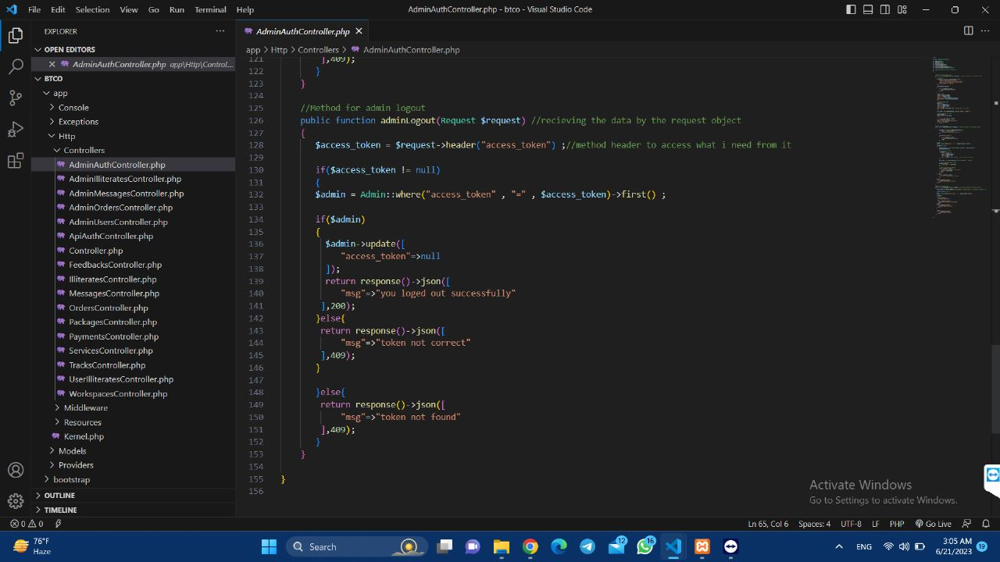 File Edit Selection View Go Run Terminal Help AdminAuthController.php - btco - Visual Studio Code
EXPLORER ... AdminAuthController.php
OPEN EDITORS
AdminAuthController.php app\Http\Control...
BTCO
app
Console
Exceptions
Http
Controllers
AdminAuthController.php
AdminIlliteratesController.php
AdminMessagesController.php
AdminOrdersController.php
AdminUsersController.php
ApiAuthController.php
Controller.php
FeedbacksController.php
IlliteratesController.php
MessagesController.php
OrdersController.php
PackagesController.php
PaymentsController.php
ServicesController.php
TracksController.php
UserIlliteratesController.php
WorkspacesController.php
Middleware
Resources
Kernel.php
Models
Providers
bootstrap
OUTLINE
TIMELINE
app > Http > Controllers > AdminAuthController.php
121 ],409);
122 }
123 }
124
125 //Method for admin logout
126 public function adminlogout(Request $request) //recieving the data by the request object
127 {
128 $access_token = $request->header("access_token") ;//method header to access what i need from it
129
130 if($access_token != null)
131 {
132 $admin = Admin::where("access_token" , "=" , $access_token)->first() ;
133
134 if($admin)
135 {
136 $admin->update([
137 "access_token"=>null
138 ]);
139 return response()->json([
140 "msg"=>"you loged out successfully"
141 ],200);
142 }else{
143 return response()->json([
144 "msg"=>"token not correct"
145 ],409);
146 }
147
148 }else{
149 return response()->json([
150 "msg"=>"token not found"
151 ],409);
152 }
153 }
154
155 }
156
Activate Windows
Go to Settings to activate Windows.
0 0 Ln 65, Col 6 Spaces: 4 UTF-8 LF PHP Go Live
76°F
Haze
Search
12
16
ENG
3:05 AM
6/21/2023
19